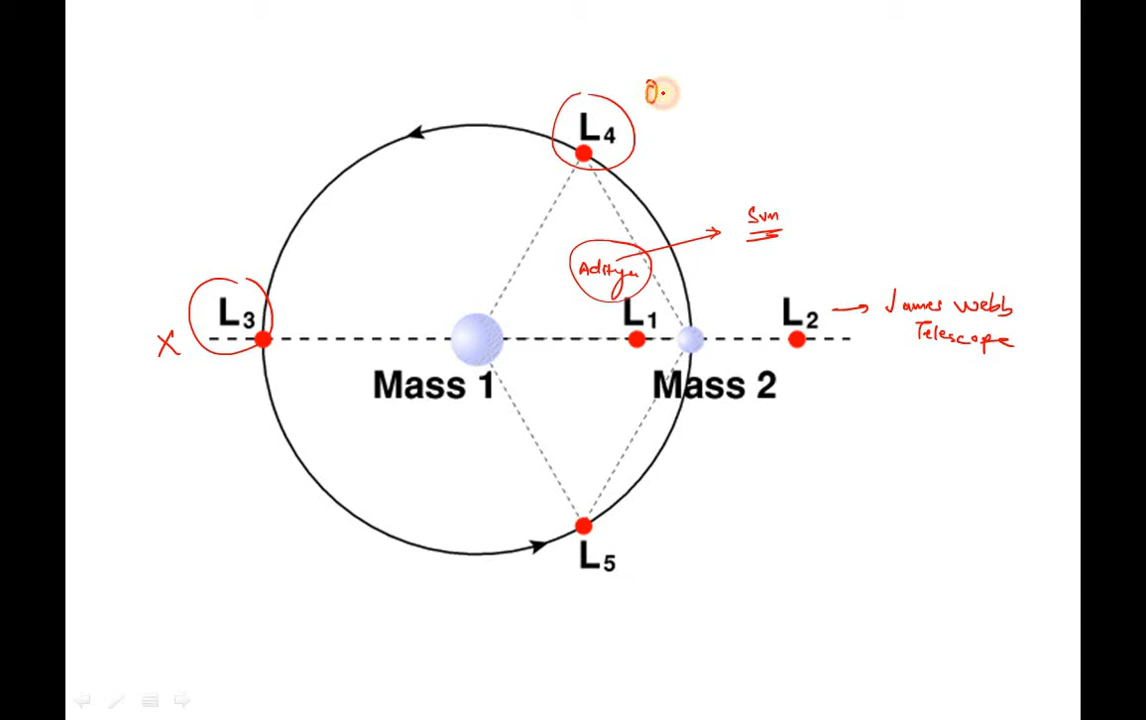 L4
Sun
Aditya
L3
L1
L2
James Webb
Telescope
X
Mass 1
Mass 2
L5